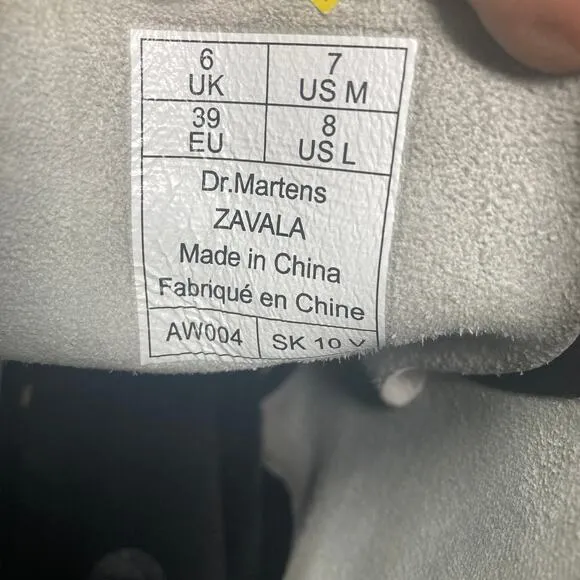 6 UK
7 US M
39 EU
8 US L
Dr.Martens
ZAVALA
Made in China
Fabriqué en Chine
AW004
SK 10 V